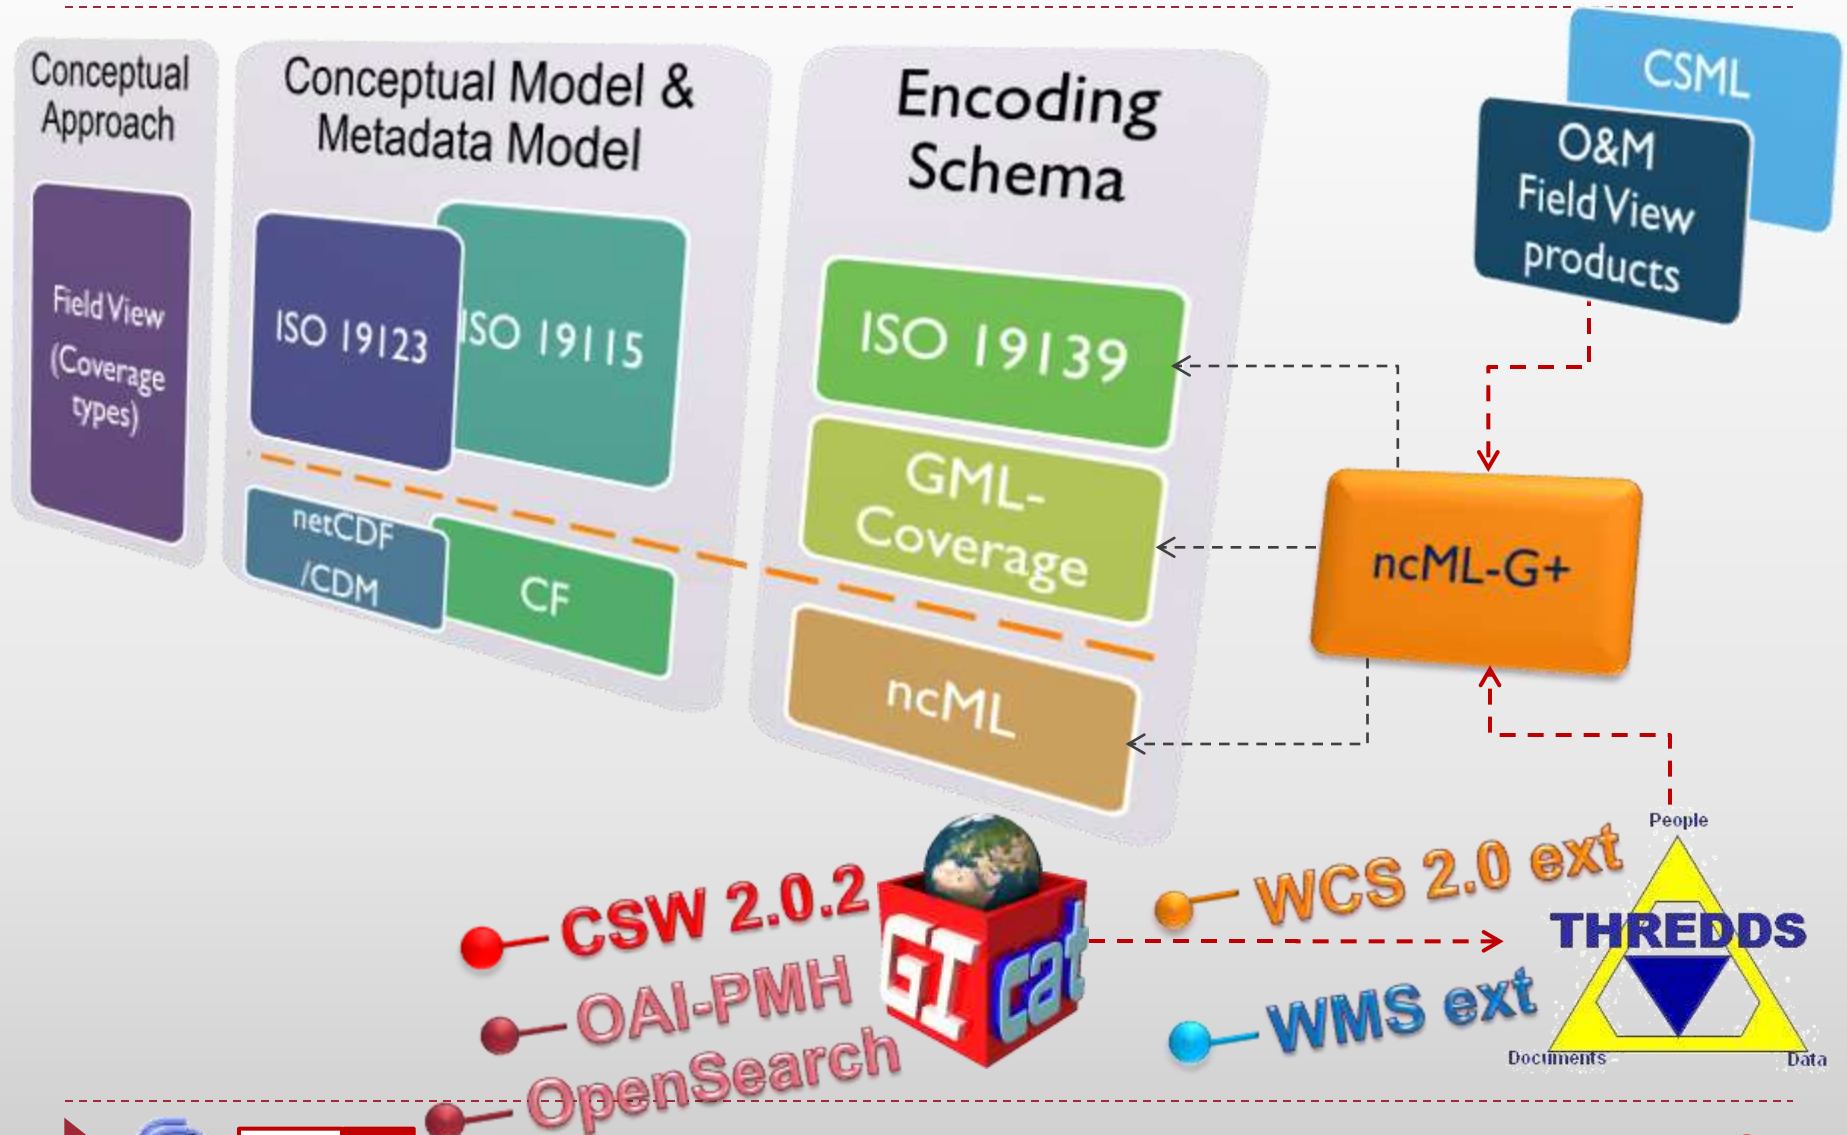 Conceptual
Approach
Field View
(Coverage
types)
Conceptual Model &
Metadata Model
ISO 19123
ISO 19115
netCDF
/CDM
CF
Encoding
Schema
ISO 19139
GML-
Coverage
ncML
CSML
O&M
Field View
products
ncML-G+
CSW 2.0.2
OAI-PMH
OpenSearch
GI
cat
WCS 2.0 ext
WMS ext
People
THREDDS
Documents
Data